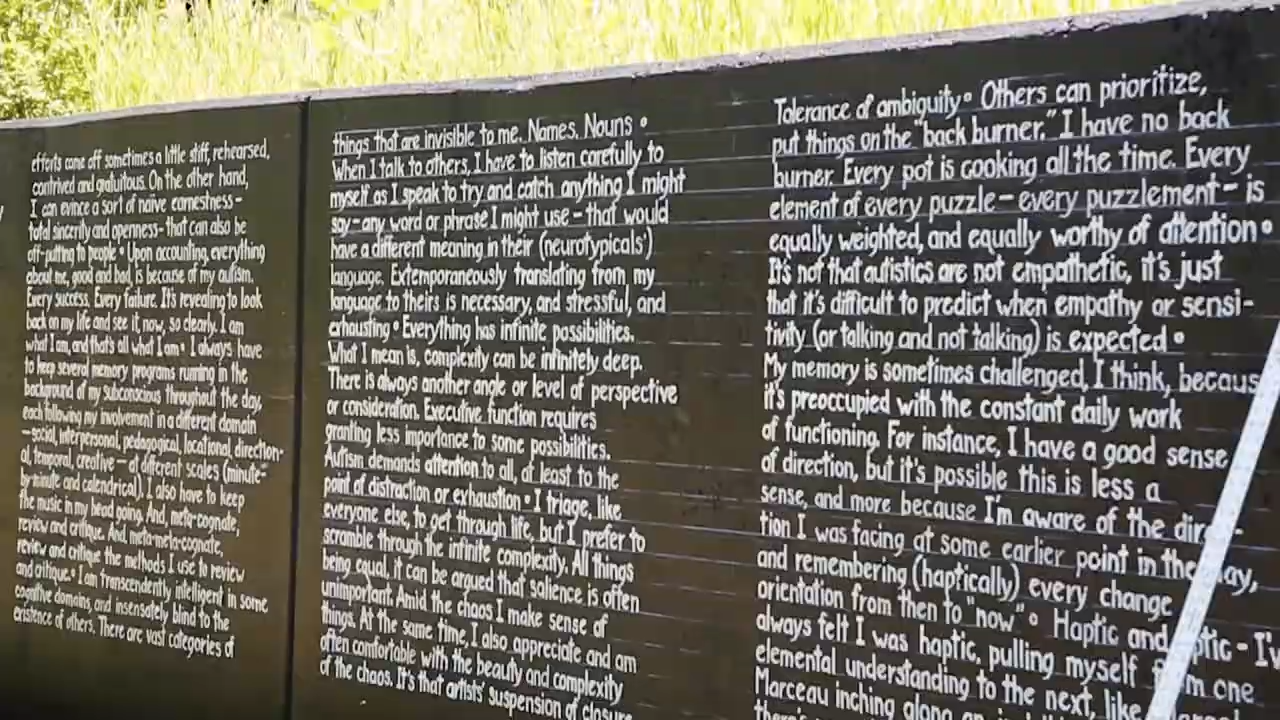 efforts come off sometimes a little stiff, rehearsed,
contrived and gratuitous. On the other hand,
I can evince a sort of naive earnestness-
total sincerity and openness-that can also be
off-putting to people • Upon accounting, everything
about me, good and bad, is because of my autism.
Every success. Every failure. It's revealing to look
back on my life and see it, now, so clearly. I am
what I am, and that's all what I am • I always have
to keep several memory programs running in the
background of my subconscious throughout the day,
each following my involvement in a different domain
-social, interpersonal, pedagogical, locational, direction-
al, temporal, creative-at different scales (minute-
by-minute and calendrical). I also have to keep
the music in my head going. And, meta-cognate,
review and critique. And, meta-meta-cognate,
review and critique the methods I use to review
and critique. • I am transcendently intelligent in some
cognitive domains, and insensately blind to the
existence of others. There are vast categories of
things that are invisible to me. Names. Nouns •
When I talk to others, I have to listen carefully to
myself as I speak to try and catch anything I might
say-any word or phrase I might use-that would
have a different meaning in their (neurotypicals')
language. Extemporaneously translating from my
language to theirs is necessary, and stressful, and
exhausting • Everything has infinite possibilities.
What I mean is, complexity can be infinitely deep.
There is always another angle or level of perspective
or consideration. Executive function requires
granting less importance to some possibilities.
Autism demands attention to all, at least to the
point of distraction or exhaustion • I triage, like
everyone else, to get through life, but I prefer to
scramble through the infinite complexity. All things
being equal, it can be argued that salience is often
unimportant. Amid the chaos I make sense of
things. At the same time, I also appreciate and am
often comfortable with the beauty and complexity
of the chaos. It's that artists' suspension of closure
Tolerance of ambiguity • Others can prioritize,
put things on the "back burner." I have no back
burner. Every pot is cooking all the time. Every
element of every puzzle-every puzzlement-is
equally weighted, and equally worthy of attention •
It's not that autistics are not empathetic, it's just
that it's difficult to predict when empathy or sensi-
tivity (or talking and not talking) is expected •
My memory is sometimes challenged, I think, becaus
it's preoccupied with the constant daily work
of functioning. For instance, I have a good sense
of direction, but it's possible this is less a
sense, and more because I'm aware of the dire
tion I was facing at some earlier point in the day,
and remembering (haptically) every change
orientation from then to "now" • Haptic and ptic-I'v
always felt I was haptic, pulling myself from one
elemental understanding to the next, like
Marceau inching along an
there's